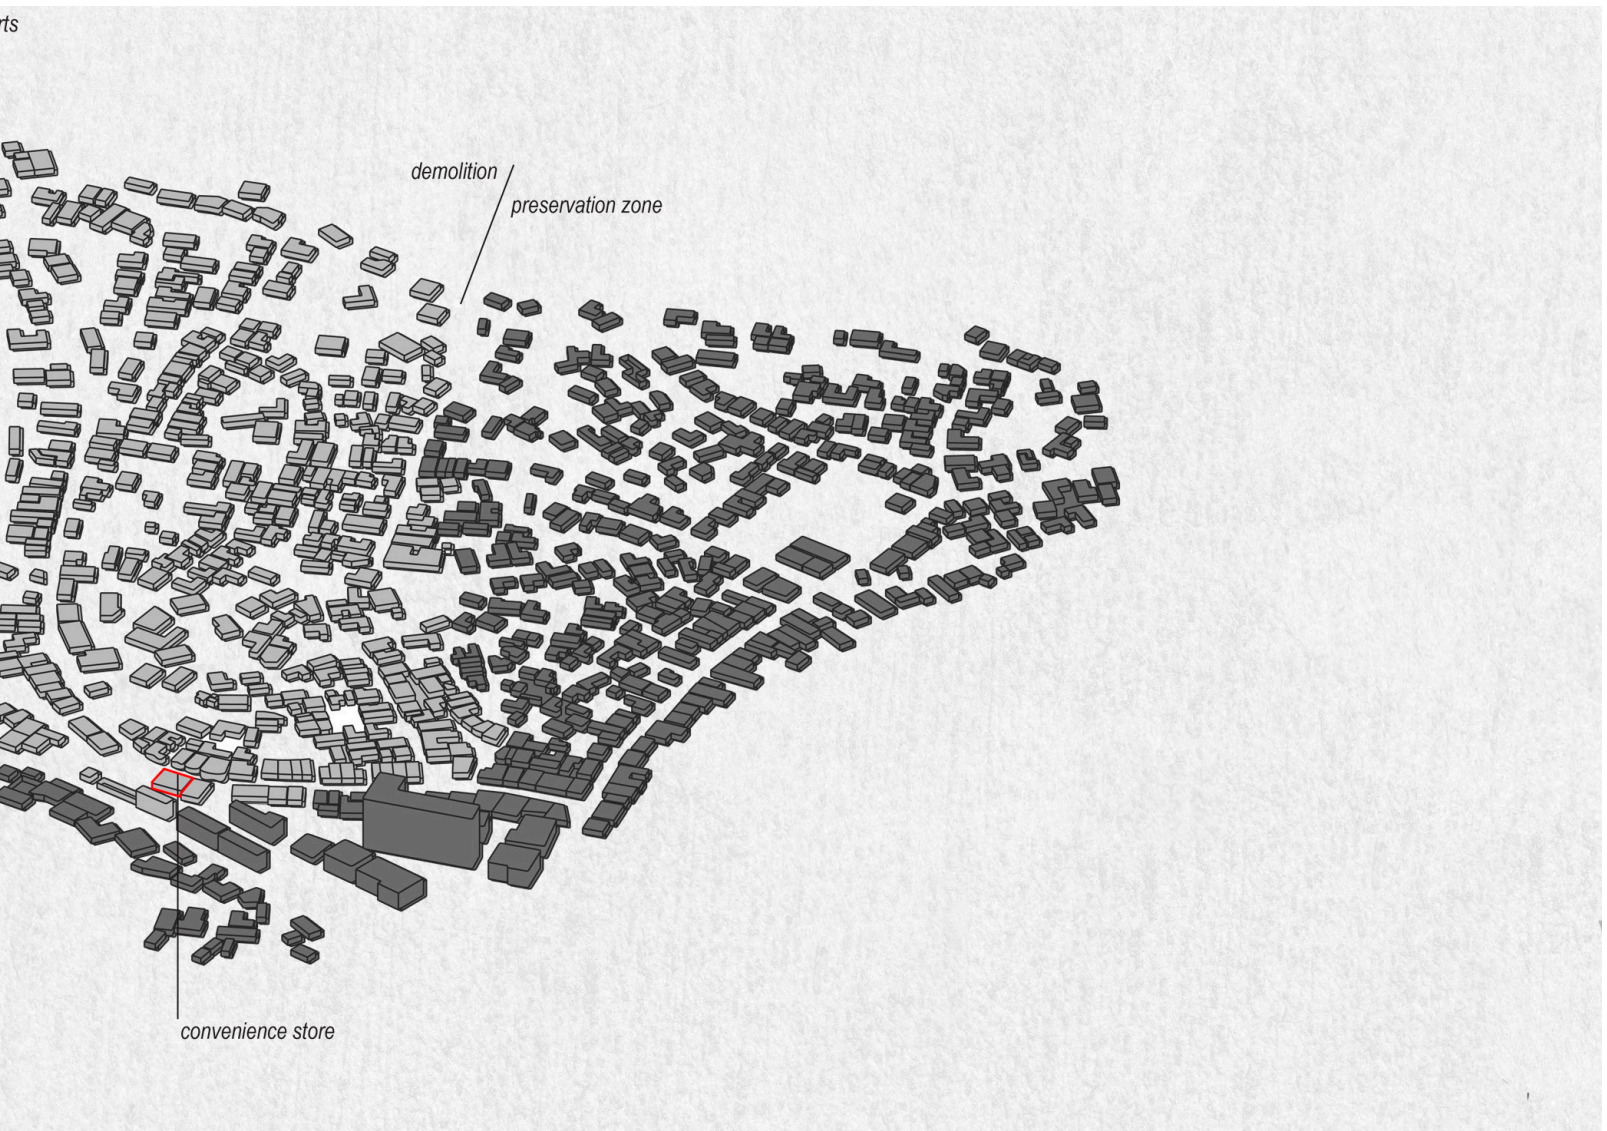 rts
demolition
preservation zone
convenience store